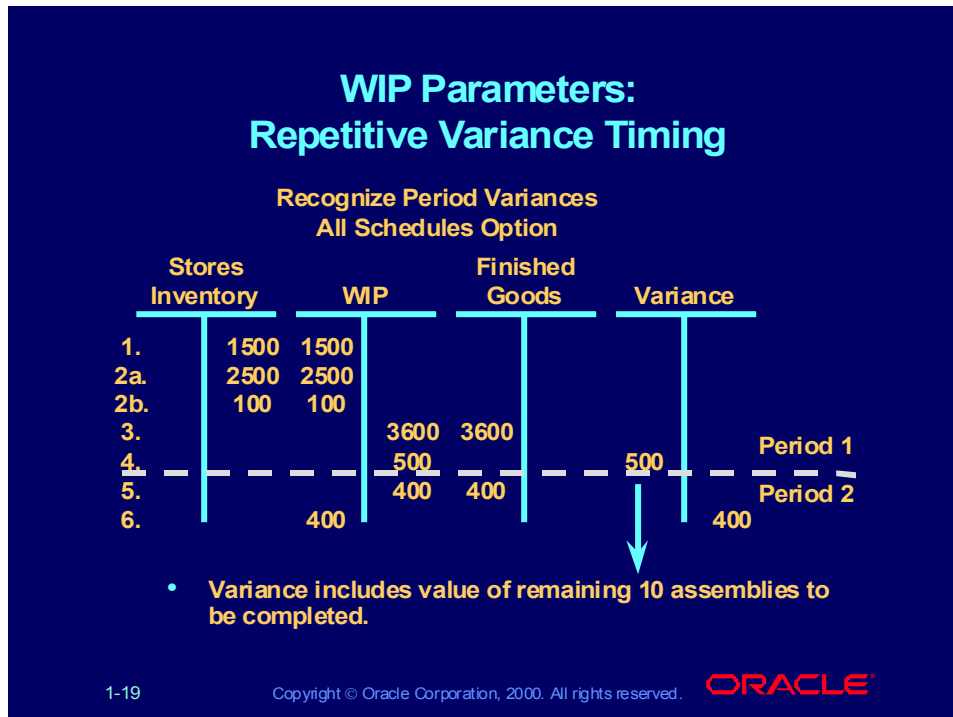 WIP Parameters:
Repetitive Variance Timing
Recognize Period Variances
All Schedules Option
Stores Inventory WIP Finished Goods Variance
1. 1500 1500
2a. 2500 2500
2b. 100 100
3. 3600 3600
Period 1
4. 500 500
5. 400 400 Period 2
6. 400 400
• Variance includes value of remaining 10 assemblies to
be completed.
1-19 Copyright © Oracle Corporation, 2000. All rights reserved. ORACLE®